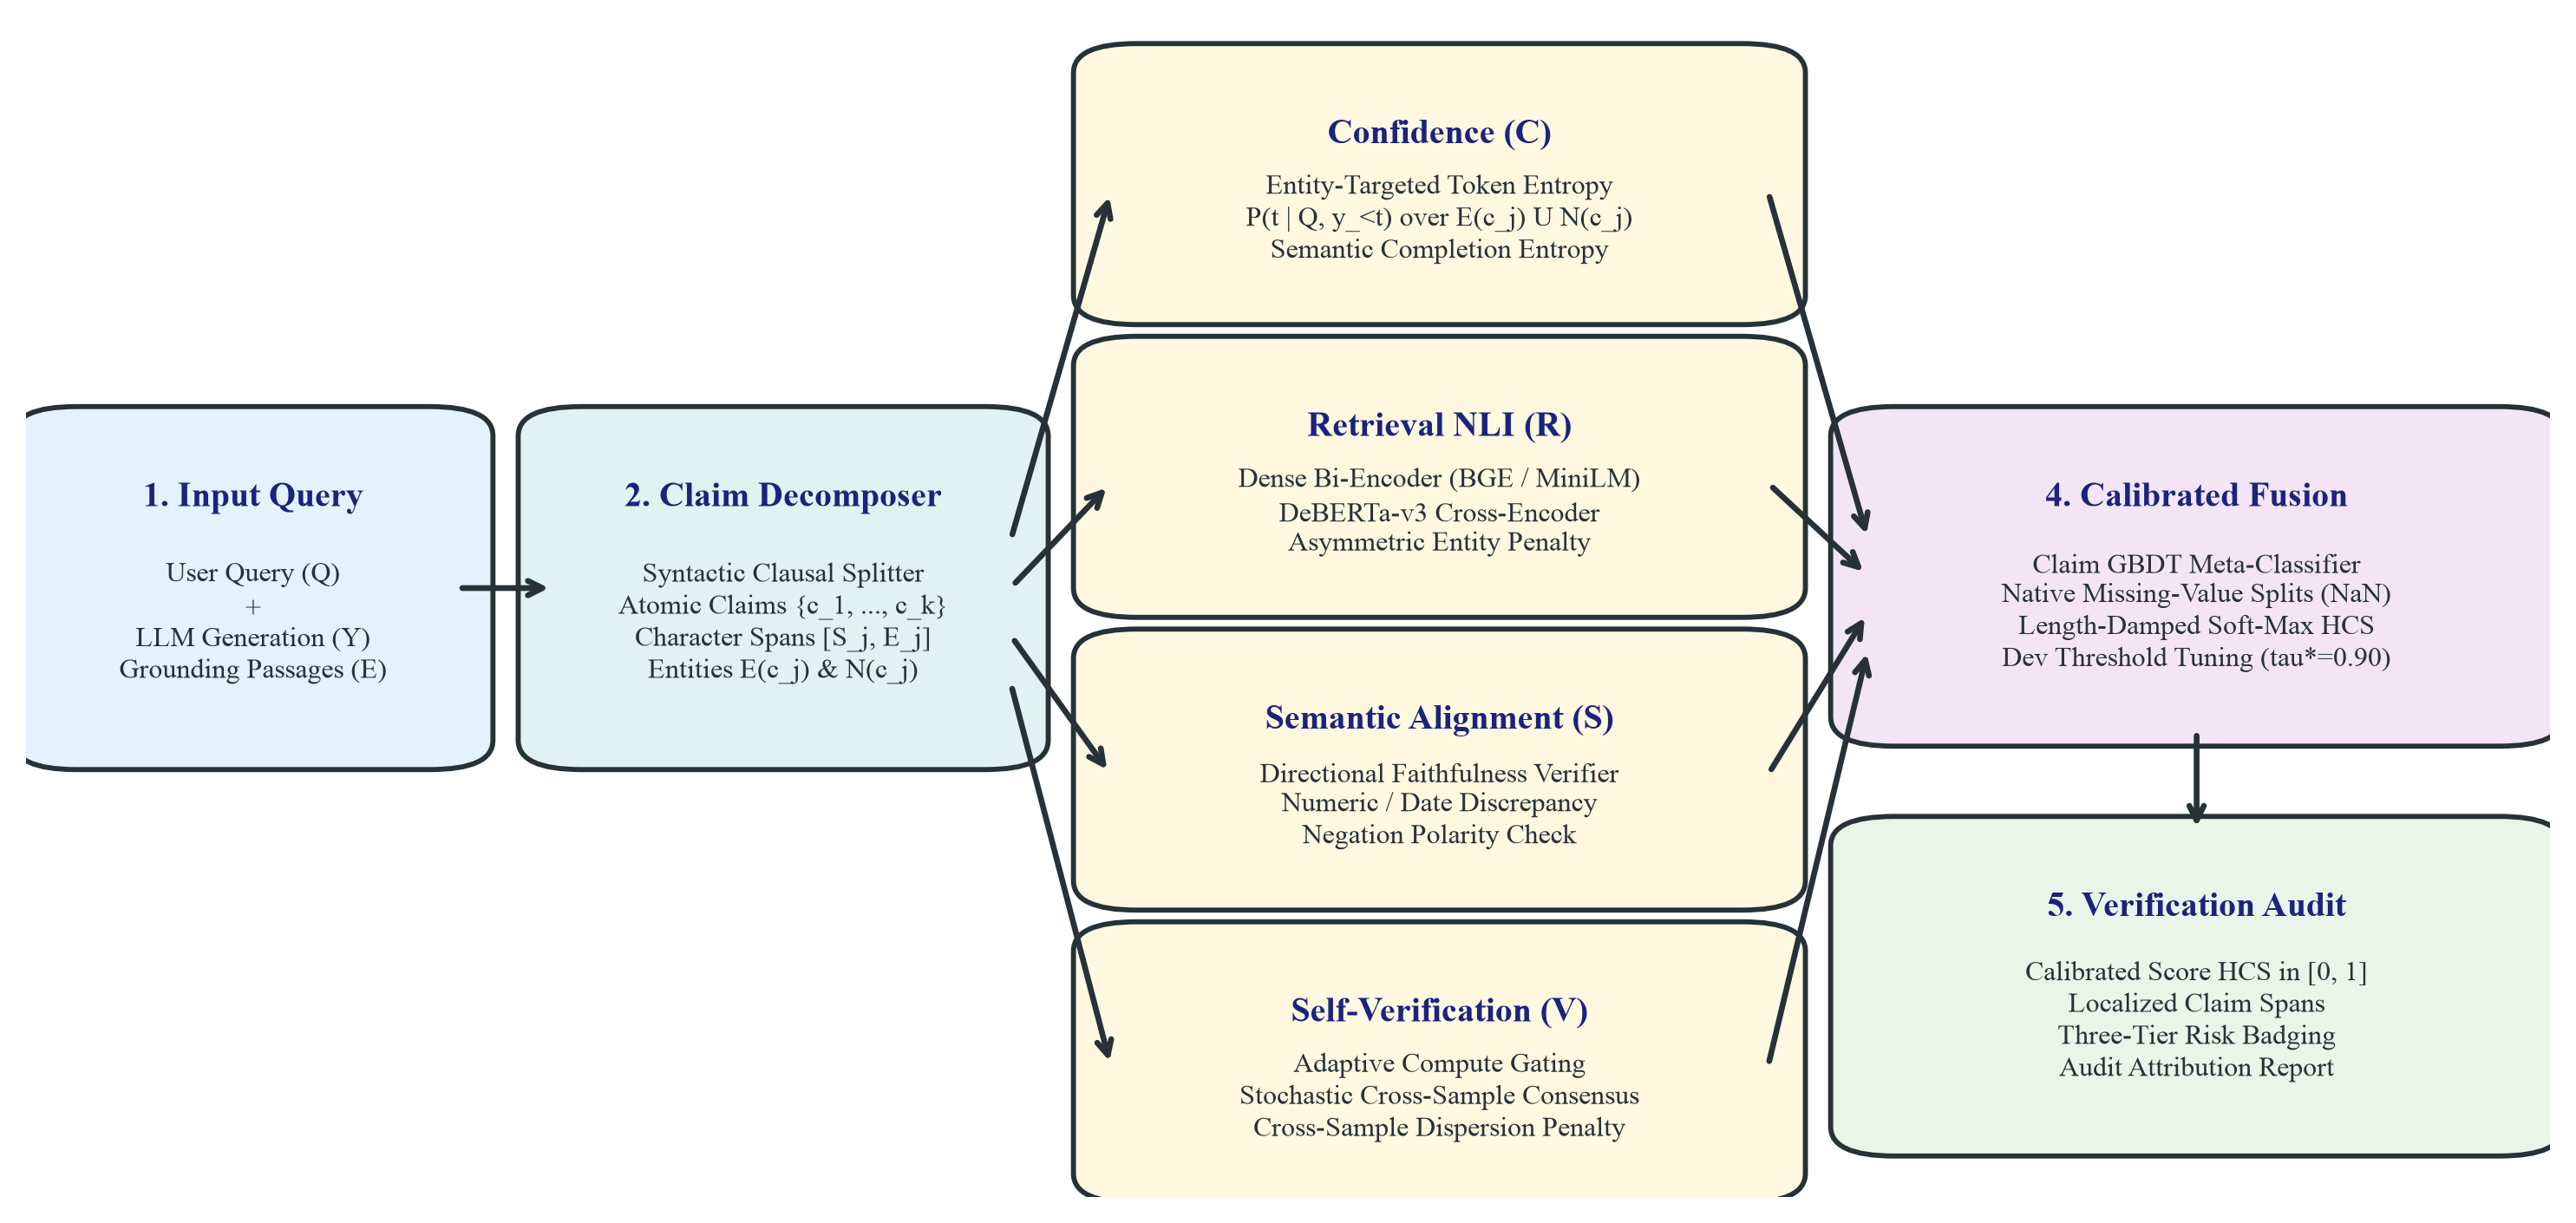 1. Input Query
User Query (Q)
+
LLM Generation (Y)
Grounding Passages (E)
2. Claim Decomposer
Syntactic Clausal Splitter
Atomic Claims {c_1, ..., c_k}
Character Spans [S_j, E_j]
Entities E(c_j) & N(c_j)
Confidence (C)
Entity-Targeted Token Entropy
P(t | Q, y_<t) over E(c_j) U N(c_j)
Semantic Completion Entropy
Retrieval NLI (R)
Dense Bi-Encoder (BGE / MiniLM)
DeBERTa-v3 Cross-Encoder
Asymmetric Entity Penalty
Semantic Alignment (S)
Directional Faithfulness Verifier
Numeric / Date Discrepancy
Negation Polarity Check
Self-Verification (V)
Adaptive Compute Gating
Stochastic Cross-Sample Consensus
Cross-Sample Dispersion Penalty
4. Calibrated Fusion
Claim GBDT Meta-Classifier
Native Missing-Value Splits (NaN)
Length-Damped Soft-Max HCS
Dev Threshold Tuning (tau*=0.90)
5. Verification Audit
Calibrated Score HCS in [0, 1]
Localized Claim Spans
Three-Tier Risk Badging
Audit Attribution Report